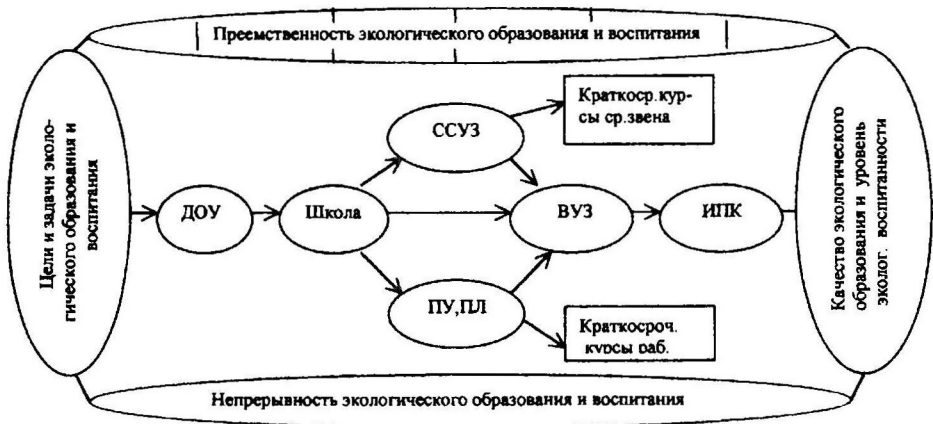 Преемственность экологического образования и воспитания
Цели и задачи эколо-
гического образования и
воспитания
ДОУ
Школа
ССУЗ
Краткоср.кур-
сы ср.звена
ВУЗ
ИПК
ПУ,ПЛ
Краткосроч.
курсы раб.
Качество экологического
образования и уровень
эколог. воспитанности
Непрерывность экологического образования и воспитания